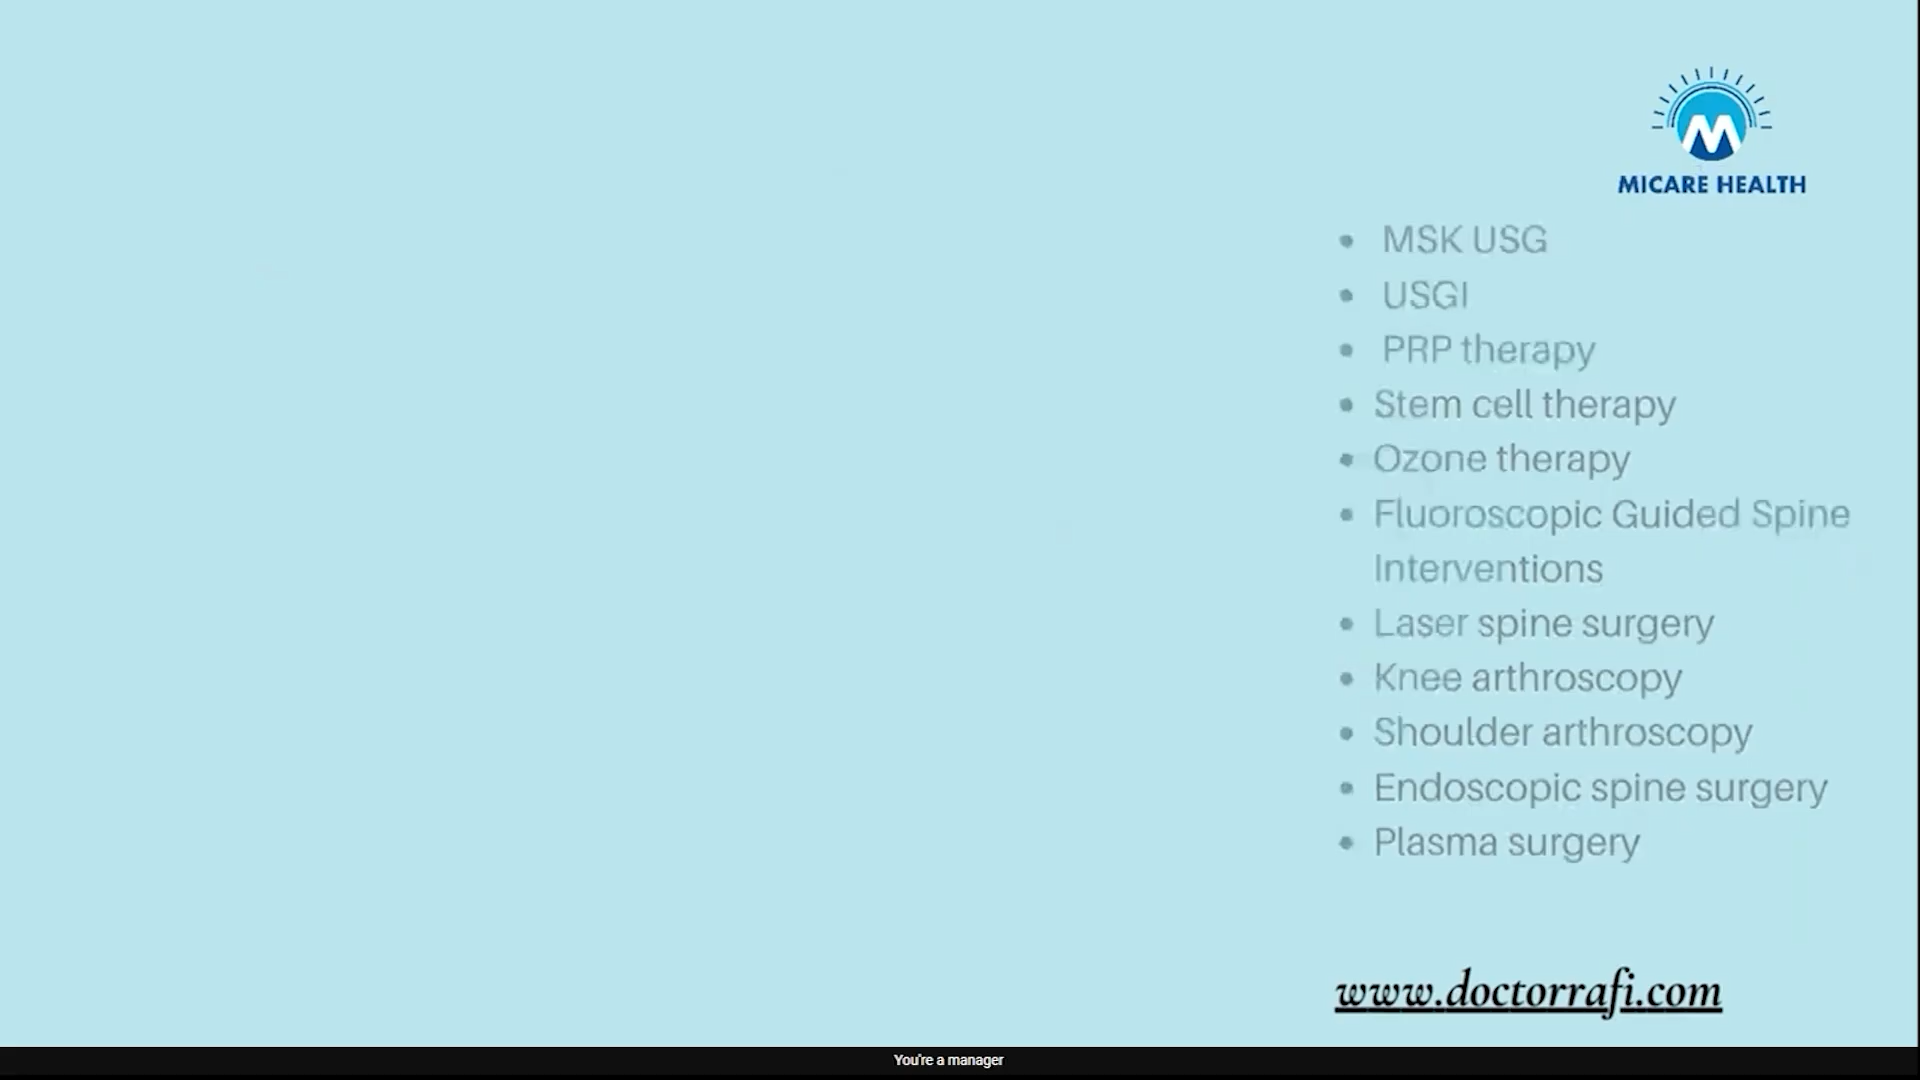 MICARE HEALTH
• MSK USG
• USGI
• PRP therapy
• Stem cell therapy
• Ozone therapy
• Fluoroscopic Guided Spine
Interventions
• Laser spine surgery
• Knee arthroscopy
• Shoulder arthroscopy
• Endoscopic spine surgery
• Plasma surgery
www.doctorrafi.com
You're a manager